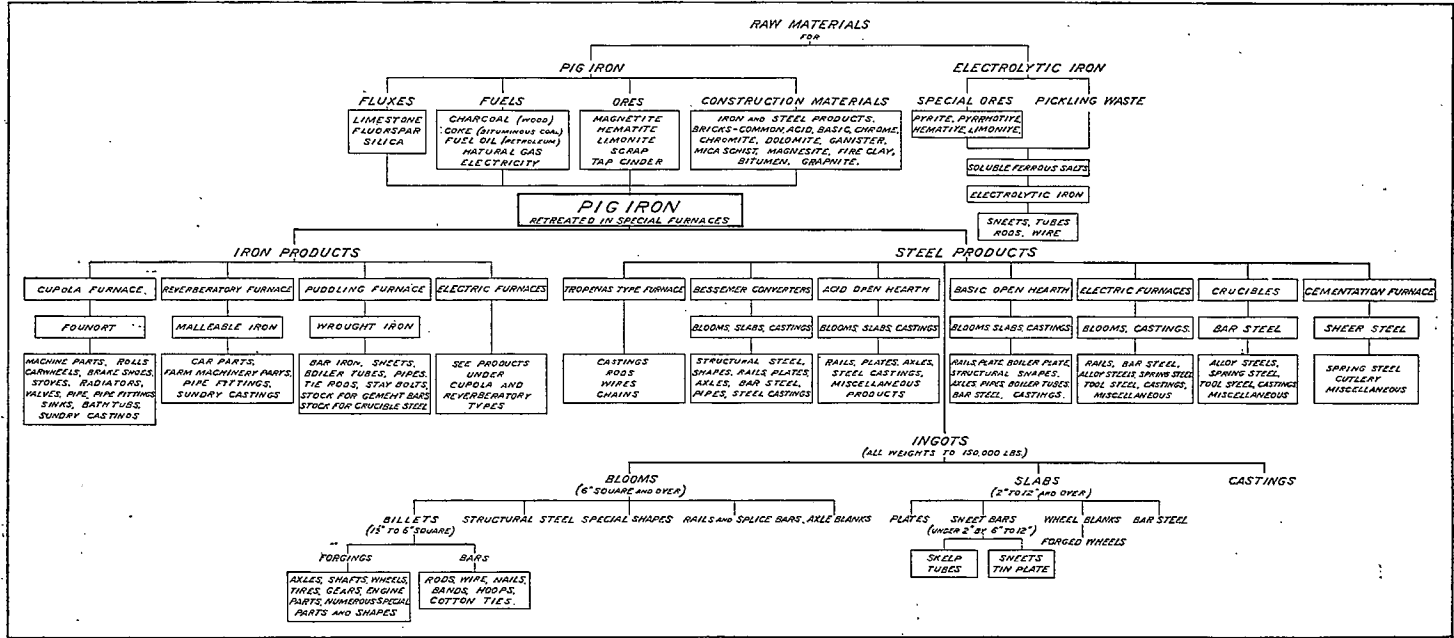 RAW MATERIALS
FOR
PIG IRON
ELECTROLYTIC IRON
FLUXES
LIMESTONE
FLUORSPAR
SILICA
FUELS
CHARCOAL (WOOD)
COKE (BITUMINOUS COAL)
FUEL OIL (PETROLEUM)
NATURAL GAS
ELECTRICITY
ORES
MAGNETITE
HEMATITE
LIMONITE
SCRAP
TAP CINDER
CONSTRUCTION MATERIALS
IRON AND STEEL PRODUCTS.
BRICKS-COMMON, ACID, BASIC, CHROME,
CHROMITE, DOLOMITE, GANISTER,
MICA SCHIST, MAGNESITE, FIRE CLAY,
BITUMEN, GRAPHITE.
SPECIAL ORES
PYRITE, PYRRHOTIVE,
HEMATITE, LIMONITE,
PICKLING WASTE
SOLUBLE FERROUS SALTS
ELECTROLYTIC IRON
SHEETS, TUBES
RODS, WIRE
PIG IRON
RETREATED IN SPECIAL FURNACES
IRON PRODUCTS
CUPOLA FURNACE.
FOUNDRY
MACHINE PARTS, ROLLS
CARWHEELS, BRAKE SHOES,
STOVES, RADIATORS,
VALVES, PIPE, PIPE FITTINGS
SINKS, BATH TUBS,
SUNDRY CASTINGS
REVERBERATORY FURNACE
MALLEABLE IRON
CAR PARTS,
FARM MACHINERY PARTS,
PIPE FITTINGS,
SUNDRY CASTINGS
PUDDLING FURNACE
WROUGHT IRON
BAR IRON, SHEETS,
BOILER TUBES, PIPES,
TIE RODS, STAY BOLTS,
STOCK FOR CEMENT BARS
STOCK FOR CRUCIBLE STEEL
ELECTRIC FURNACES
SEE PRODUCTS
UNDER
CUPOLA AND
REVERBERATORY
TYPES
STEEL PRODUCTS
TROPENAS TYPE FURNACE
CASTINGS
RODS
WIRES
CHAINS
BESSEMER CONVERTERS
BLOOMS, SLABS, CASTINGS
STRUCTURAL STEEL,
SHAPES, RAILS, PLATES,
AXLES, BAR STEEL,
PIPES, STEEL CASTINGS
ACID OPEN HEARTH
BLOOMS, SLABS, CASTINGS
RAILS, PLATES, AXLES,
STEEL CASTINGS,
MISCELLANEOUS
PRODUCTS
BASIC OPEN HEARTH
BLOOMS SLABS, CASTINGS
RAILS PLATE BOILER PLATE,
STRUCTURAL SHAPES.
AXLES, PIPES, BOILER TUBES.
BAR STEEL, CASTINGS.
ELECTRIC FURNACES
BLOOMS, CASTINGS.
RAILS, BAR STEEL,
ALLOY STEELS, SPRING STEEL
TOOL STEEL, CASTINGS,
MISCELLANEOUS
CRUCIBLES
BAR STEEL
ALLOY STEELS,
SPRING STEEL,
TOOL STEEL, CASTINGS
MISCELLANEOUS
CEMENTATION FURNACE
SHEER STEEL
SPRING STEEL
CUTLERY
MISCELLANEOUS
INGOTS
(ALL WEIGHTS TO 150,000 LBS.)
BLOOMS
(6" SQUARE AND OVER)
SLABS
(2" TO 12" AND OVER)
CASTINGS
BILLETS
(1½" TO 6" SQUARE)
STRUCTURAL STEEL
SPECIAL SHAPES
RAILS AND SPLICE BARS.
AXLE BLANKS
PLATES
SHEET BARS
(UNDER 2" BY 6" TO 12")
WHEEL BLANKS
FORGED WHEELS
BAR STEEL
FORGINGS
AXLES, SHAFTS, WHEELS,
TIRES, GEARS, ENGINE
PARTS, NUMEROUS SPECIAL
PARTS AND SHAPES
BARS
RODS, WIRE, NAILS,
BANDS, HOOPS,
COTTON TIES.
SKELP
TUBES
SHEETS
TIN PLATE